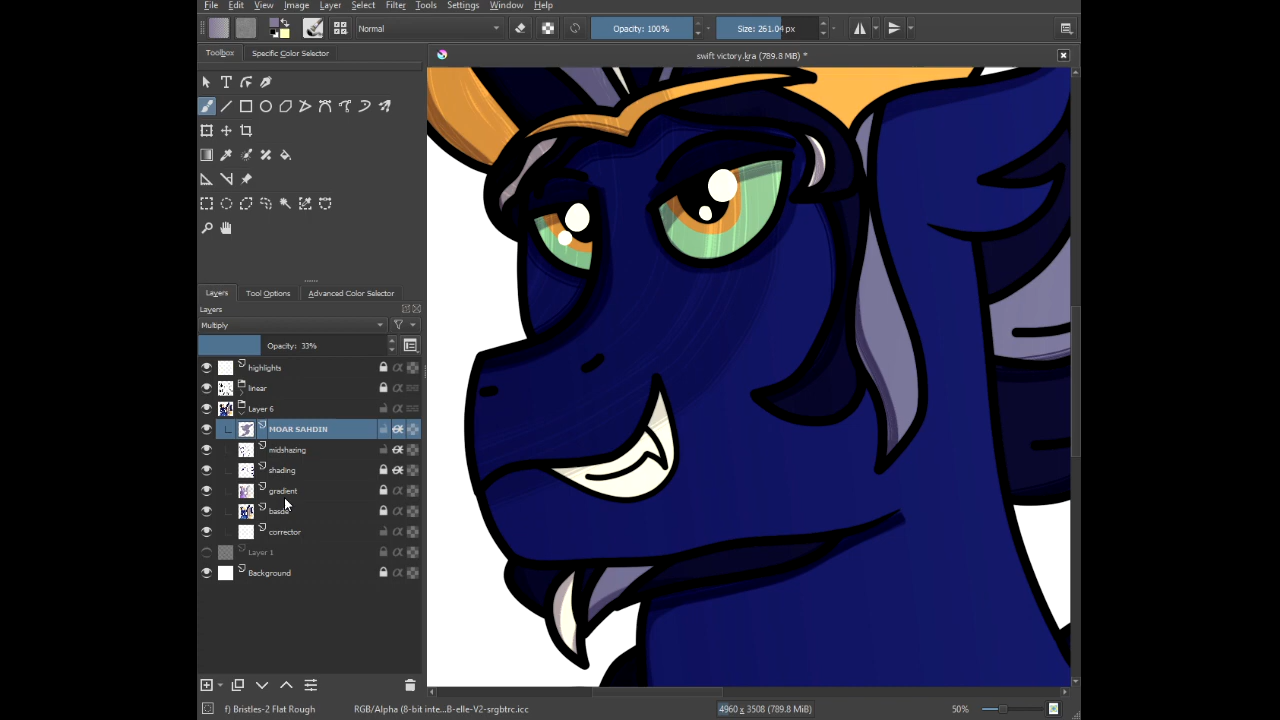 File Edit View Image Layer Select Filter Tools Settings Window Help
Normal Opacity: 100% Size: 261.04 px
Toolbox Specific Color Selector
swift victory.kra (789.8 MiB) *
Layers Tool Options Advanced Color Selector
Layers
Multiply
Opacity: 33%
highlights
linear
Layer 6
MOAR SAHDIN
midshazing
shading
gradient
basde
corrector
Layer 1
Background
f) Bristles-2 Flat Rough RGB/Alpha (8-bit inte...B-elle-V2-srgbtrc.icc 4960 x 3508 (789.8 MiB) 50%